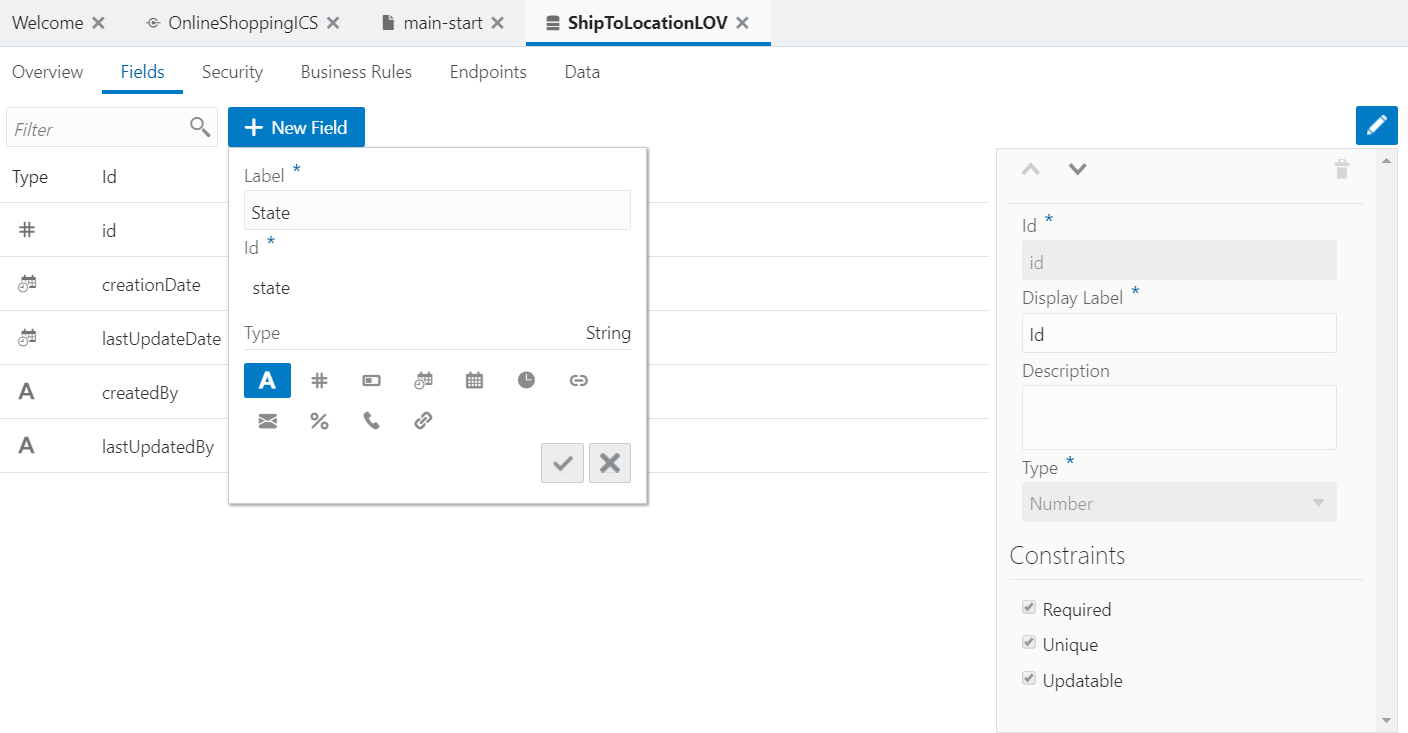 Welcome OnlineShoppingICS main-start ShipToLocationLOV
Overview Fields Security Business Rules Endpoints Data
Filter New Field
Type Id
id
creationDate
lastUpdateDate
createdBy
lastUpdatedBy
Label *
State
Id *
state
Type String
Id *
id
Display Label *
Id
Description
Type *
Number
Constraints
Required
Unique
Updatable